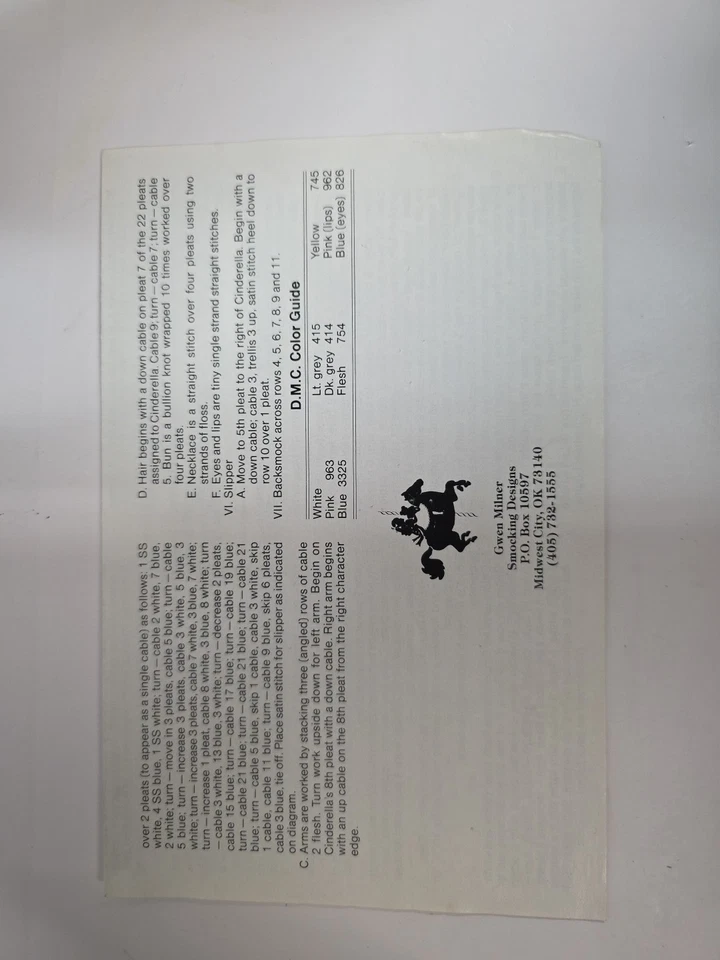 over 2 pleats (to appear as a single cable) as follows: 1 SS
white, 4 SS blue, 1 SS white; turn — cable 2 white, 7 blue,
2 white; turn — move in 3 pleats, cable 5 blue; turn — cable
5 blue; turn — increase 3 pleats, cable 3 white, 5 blue, 3
white; turn — increase 3 pleats, cable 7 white, 3 blue, 7 white;
turn — increase 1 pleat, cable 8 white, 3 blue, 8 white; turn
— cable 3 white, 13 blue, 3 white; turn — decrease 2 pleats,
cable 15 blue; turn — cable 17 blue; turn — cable 19 blue;
turn — cable 21 blue; turn — cable 21 blue; turn — cable 21
blue; turn — cable 5 blue, skip 1 cable, cable 3 white, skip
1 cable, cable 11 blue; turn — cable 9 blue, skip 6 pleats,
cable 3 blue, tie off. Place satin stitch for slipper as indicated
on diagram.
C. Arms are worked by stacking three (angled) rows of cable
2 flesh. Turn work upside down for left arm. Begin on
Cinderella's 8th pleat with a down cable. Right arm begins
with an up cable on the 8th pleat from the right character
edge.
D. Hair begins with a down cable on pleat 7 of the 22 pleats
assigned to Cinderella. Cable 9; turn — cable 7, turn — cable
5. Bun is a bullion knot wrapped 10 times worked over
four pleats.
E. Necklace is a straight stitch over four pleats using two
strands of floss.
F. Eyes and lips are tiny single strand straight stitches.
VI. Slipper
A. Move to 5th pleat to the right of Cinderella. Begin with a
down cable; cable 3, trellis 3 up, satin stitch heel down to
row 10 over 1 pleat.
VII. Backsmock across rows 4, 5, 6, 7, 8, 9 and 11.
D.M.C. Color Guide
White Lt. grey 415 Yellow 745
Pink 963 Dk. grey 414 Pink (lips) 962
Blue 3325 Flesh 754 Blue (eyes) 826
Gwen Milner
Smocking Designs
P.O. Box 10597
Midwest City, OK 73140
(405) 732-1555